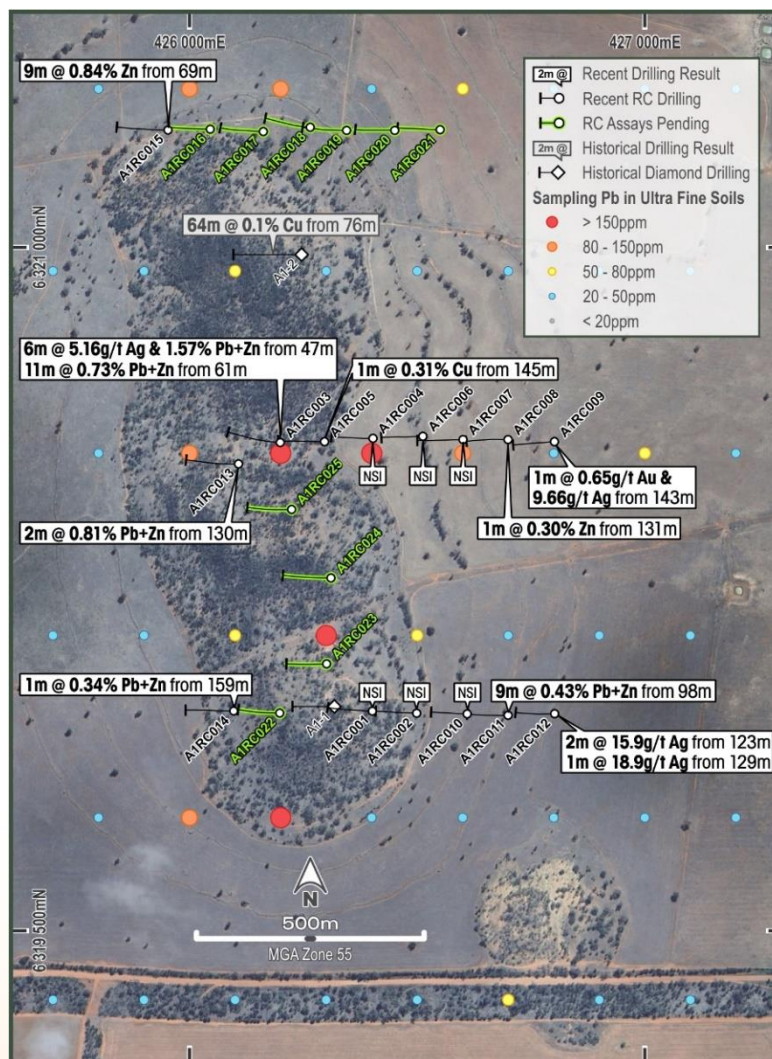 426 000mE
427 000mE
9m @ 0.84% Zn from 69m
2m @ Recent Drilling Result
Recent RC Drilling
RC Assays Pending
2m @ Historical Drilling Result
Historical Diamond Drilling
Sampling Pb in Ultra Fine Soils
> 150ppm
80 - 150ppm
50 - 80ppm
20 - 50ppm
< 20ppm
A1RC015
A1RC016
A1RC017
A1RC018
A1RC019
A1RC020
A1RC021
6 321 000mN
64m @ 0.1% Cu from 76m
A1-2
6m @ 5.16g/t Ag & 1.57% Pb+Zn from 47m
11m @ 0.73% Pb+Zn from 61m
1m @ 0.31% Cu from 145m
A1RC003
A1RC005
A1RC004
A1RC006
A1RC007
A1RC008
A1RC009
A1RC013
NSI
NSI
NSI
1m @ 0.65g/t Au &
9.66g/t Ag from 143m
A1RC025
2m @ 0.81% Pb+Zn from 130m
1m @ 0.30% Zn from 131m
A1RC024
A1RC023
1m @ 0.34% Pb+Zn from 159m
NSI
NSI
NSI
9m @ 0.43% Pb+Zn from 98m
A1RC014
A1RC022
A1-1
A1RC001
A1RC002
A1RC010
A1RC011
A1RC012
2m @ 15.9g/t Ag from 123m
1m @ 18.9g/t Ag from 129m
N
500m
MGA Zone 55
6 319 500mN